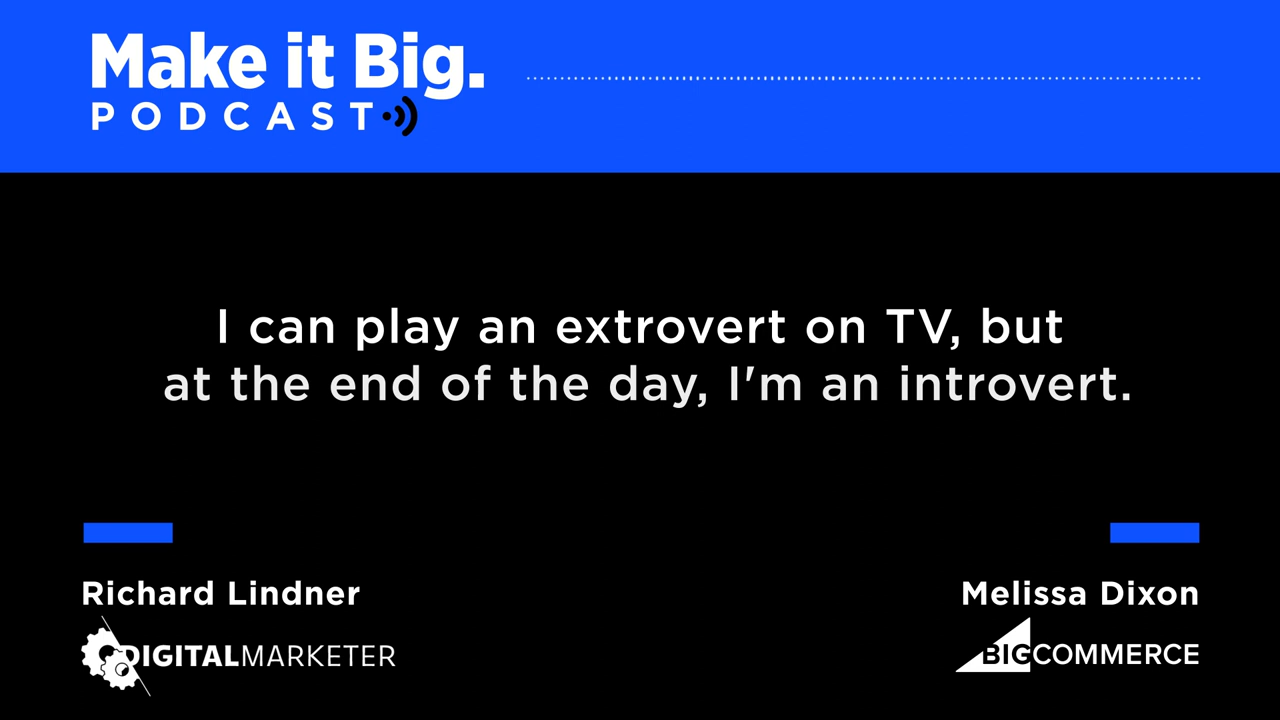 Make it Big.
PODCAST
I can play an extrovert on TV, but
at the end of the day, I'm an introvert.
Richard Lindner
DIGITALMARKETER
Melissa Dixon
BIGCOMMERCE